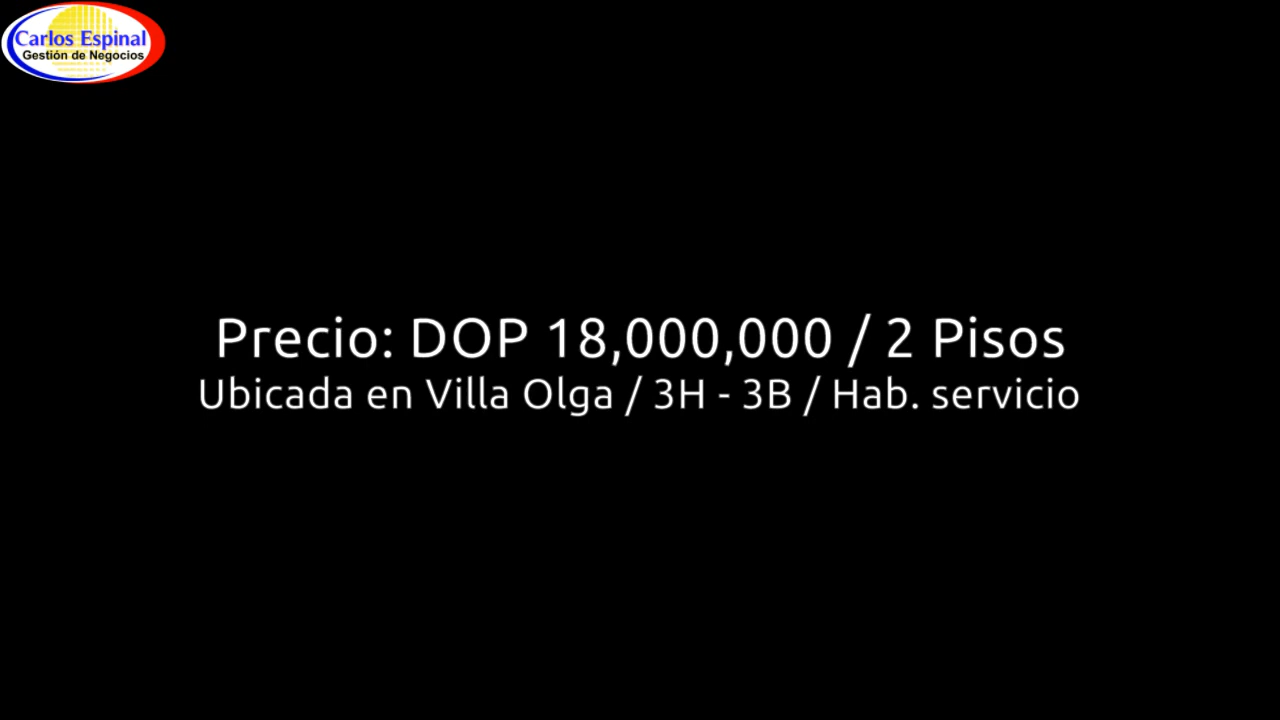 Carlos Espinal
Gestión de Negocios
Precio: DOP 18,000,000 / 2 Pisos
Ubicada en Villa Olga / 3H - 3B / Hab. servicio